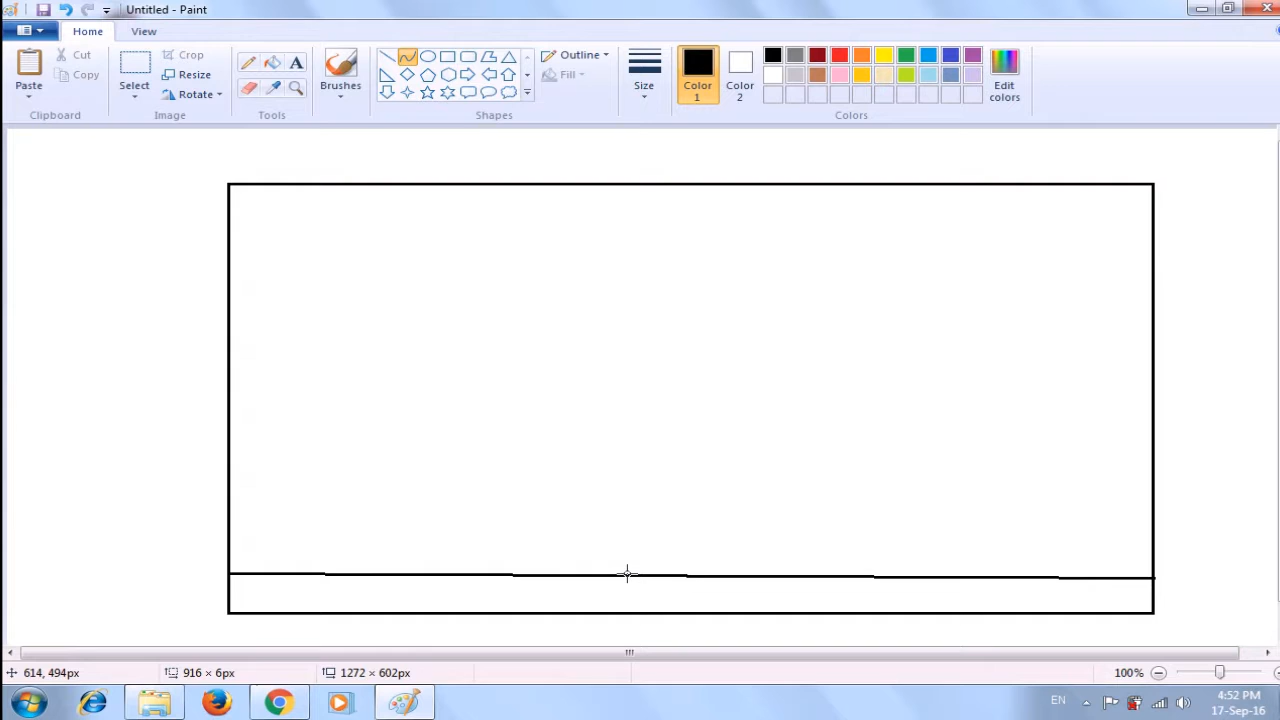 Untitled - Paint
Home
View
Cut
Copy
Paste
Clipboard
Select
Crop
Resize
Rotate
Image
Tools
Brushes
Shapes
Outline
Fill
Size
Color
1
Color
2
Edit
colors
Colors
614, 494px
916 × 6px
1272 × 602px
100%
EN
4:52 PM
17-Sep-16